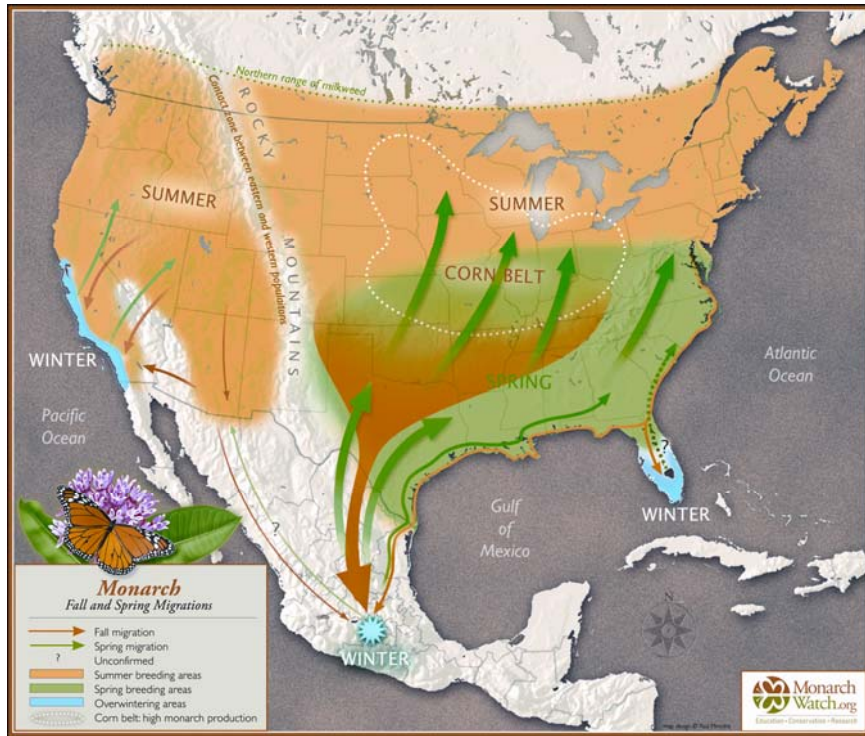 Northern range of milkweed
ROCKY
MOUNTAINS
Contact zone between eastern and western populations
SUMMER
SUMMER
CORN BELT
SPRING
WINTER
Pacific
Ocean
Atlantic
Ocean
Gulf
of
Mexico
?
WINTER
?
WINTER
N
Monarch
Fall and Spring Migrations
Fall migration
Spring migration
? Unconfirmed
Summer breeding areas
Spring breeding areas
Overwintering areas
Corn belt: high monarch production
Monarch
Watch.org
Education • Conservation • Research